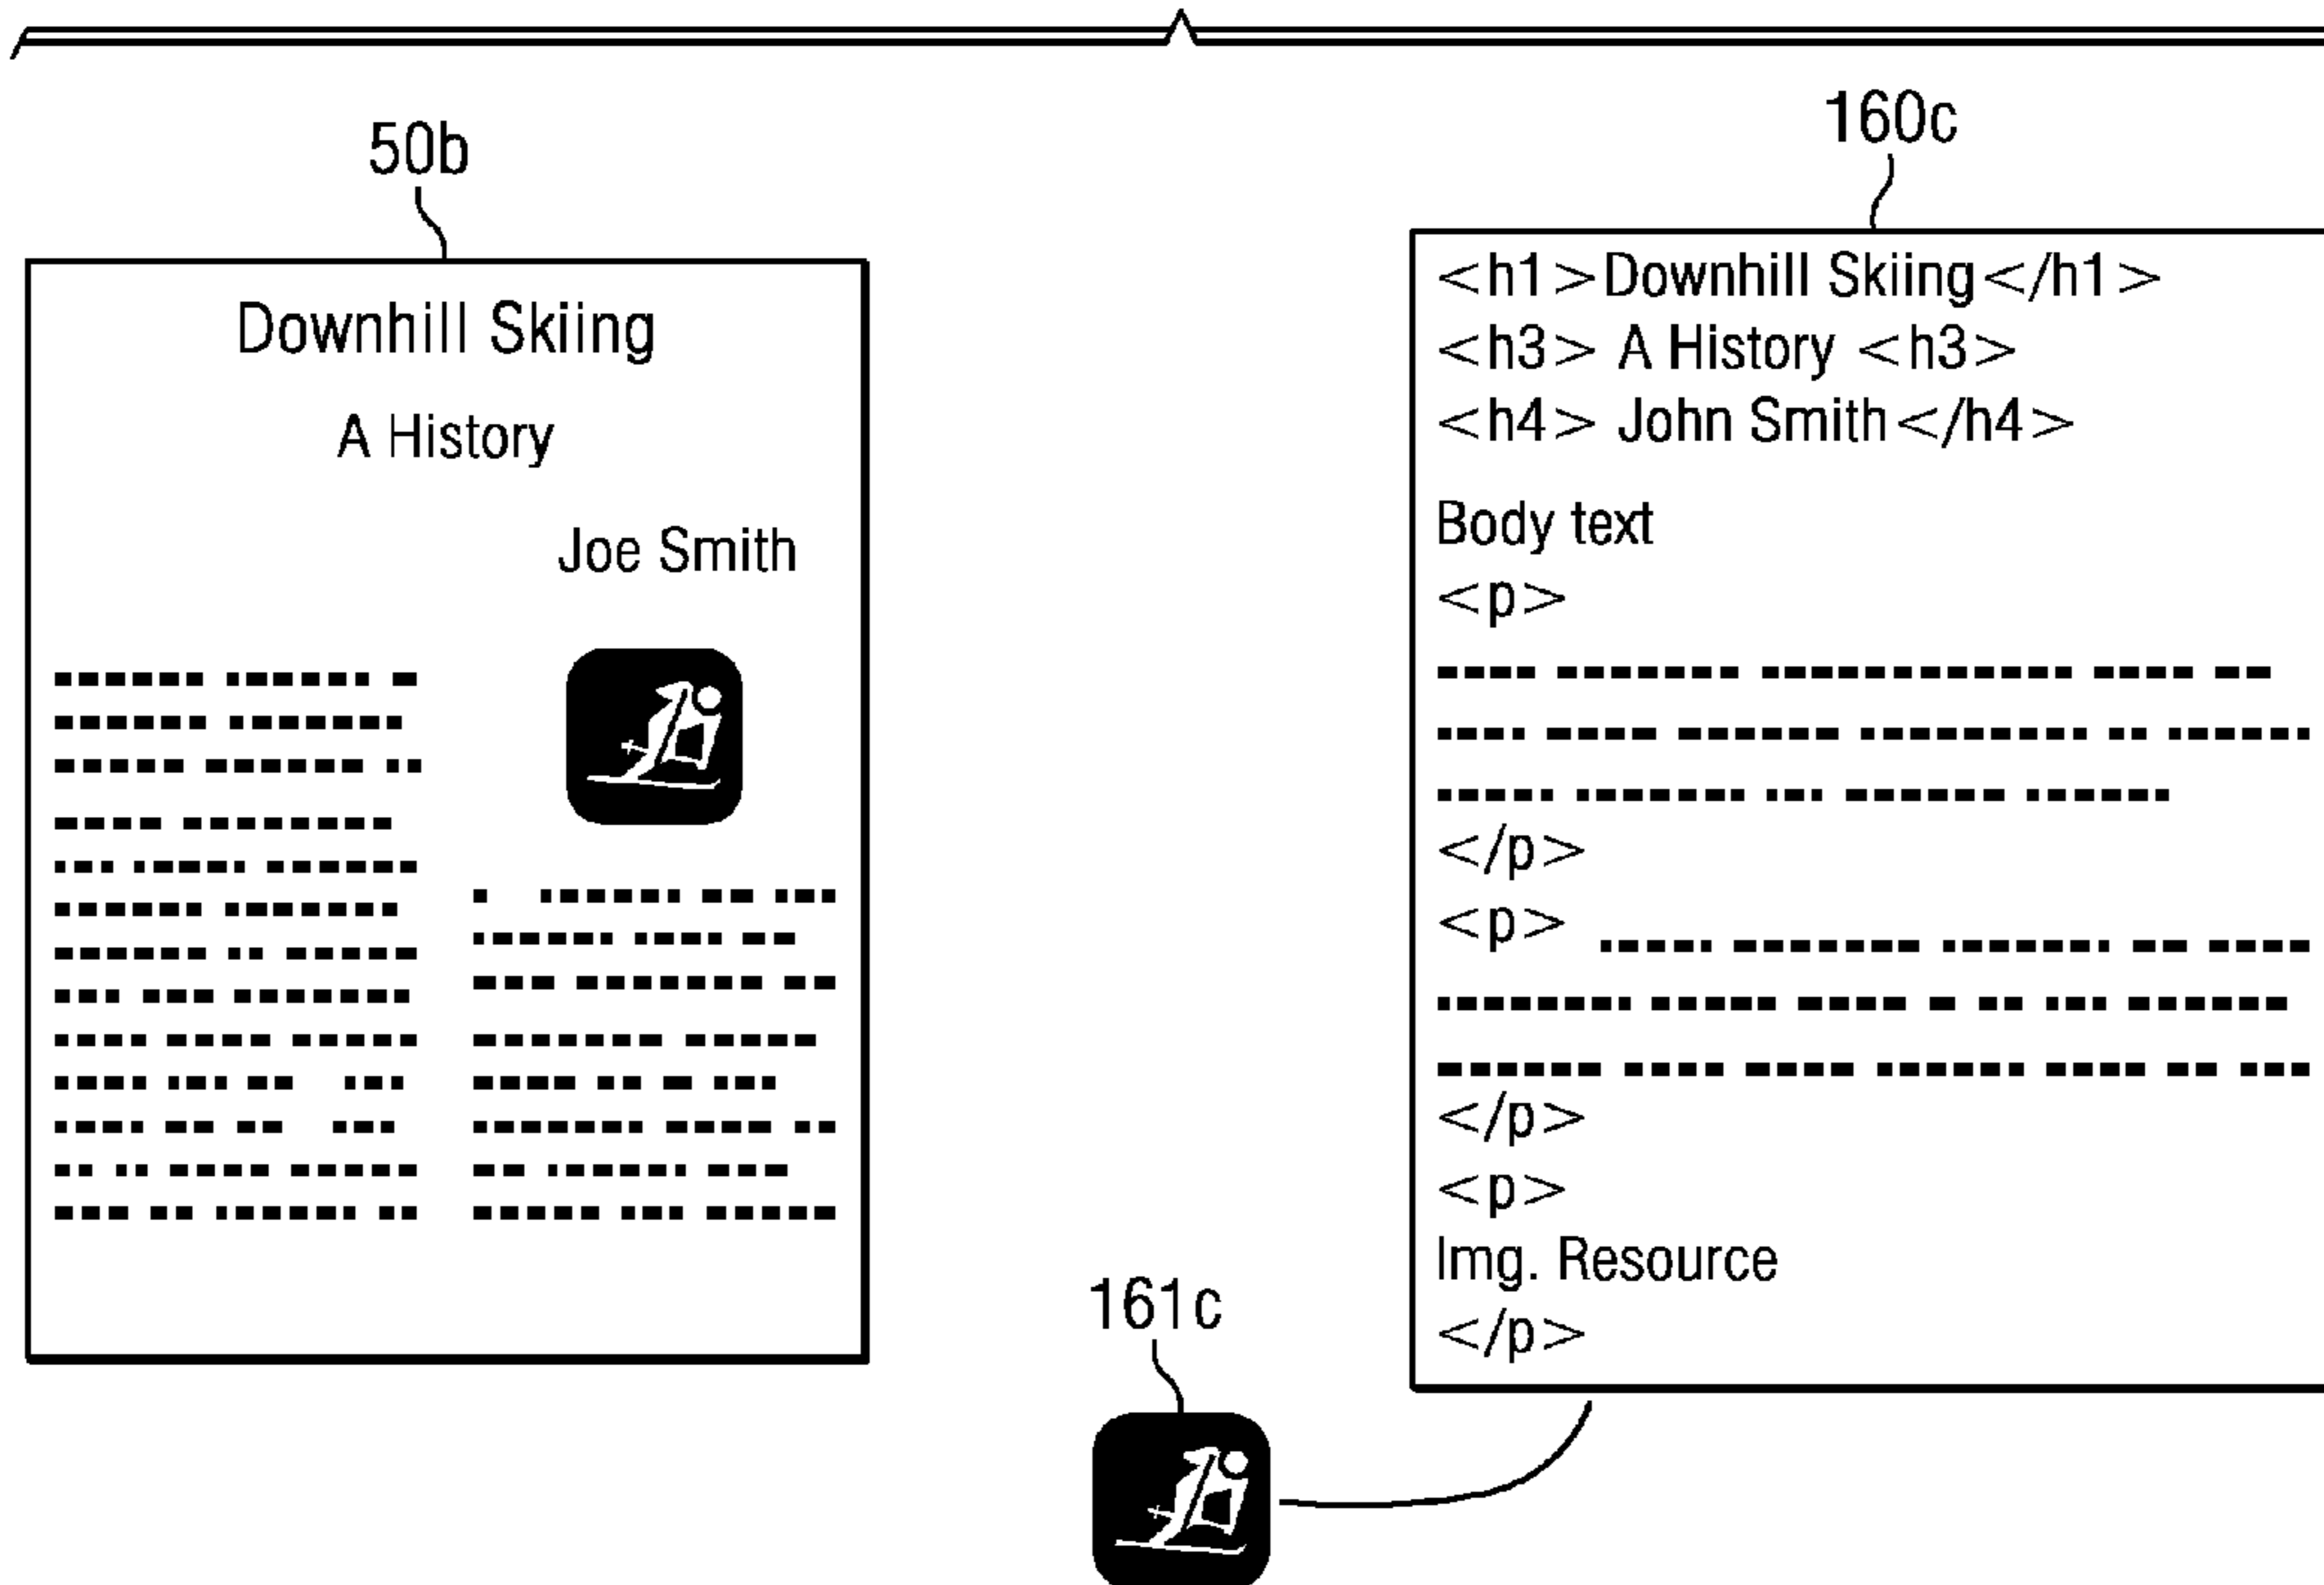 50b
Downhill Skiing
A History
Joe Smith
160c
<h1>Downhill Skiing</h1>
<h3> A History <h3>
<h4> John Smith</h4>
Body text
<p>
</p>
<p>
</p>
<p>
Img. Resource
</p>
161c